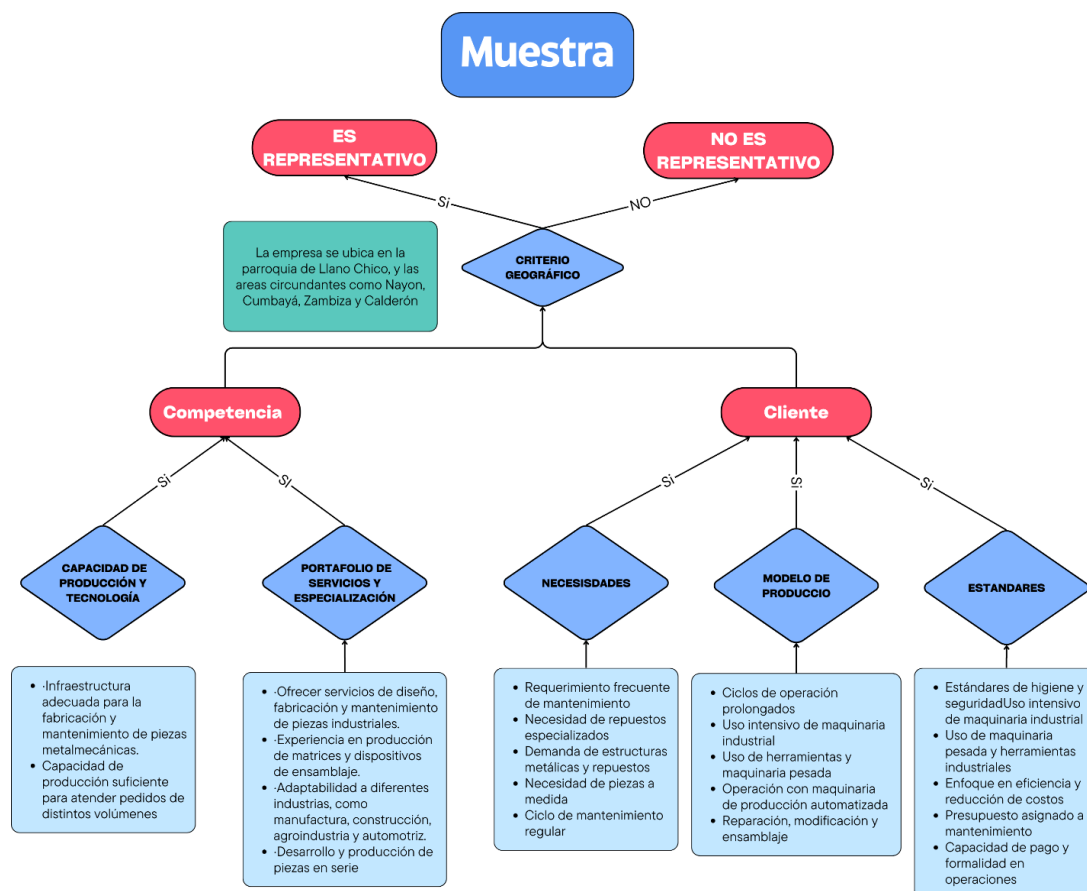 Muestra
ES
REPRESENTATIVO
NO ES
REPRESENTATIVO
Si
NO
La empresa se ubica en la
parroquia de Llano Chico, y las
areas circundantes como Nayon,
Cumbayá, Zambiza y Calderón
CRITERIO
GEOGRÁFICO
Competencia
Cliente
Si
SI
Si
Si
Si
CAPACIDAD DE
PRODUCCIÓN Y
TECNOLOGÍA
PORTAFOLIO DE
SERVICIOS Y
ESPECIALIZACIÓN
NECESISDADES
MODELO DE
PRODUCCIO
ESTANDARES
• ·Infraestructura
adecuada para la
fabricación y
mantenimiento de piezas
metalmecánicas.
• Capacidad de
producción suficiente
para atender pedidos de
distintos volúmenes
• ·Ofrecer servicios de diseño,
fabricación y mantenimiento
de piezas industriales.
• ·Experiencia en producción
de matrices y dispositivos
de ensamblaje.
• ·Adaptabilidad a diferentes
industrias, como
manufactura, construcción,
agroindustria y automotriz.
• ·Desarrollo y producción de
piezas en serie
• Requerimiento frecuente
de mantenimiento
• Necesidad de repuestos
especializados
• Demanda de estructuras
metálicas y repuestos
• Necesidad de piezas a
medida
• Ciclo de mantenimiento
regular
• Ciclos de operación
prolongados
• Uso intensivo de maquinaria
industrial
• Uso de herramientas y
maquinaria pesada
• Operación con maquinaria
de producción automatizada
• Reparación, modificación y
ensamblaje
• Estándares de higiene y
seguridadUso intensivo
de maquinaria industrial
• Uso de maquinaria
pesada y herramientas
industriales
• Enfoque en eficiencia y
reducción de costos
• Presupuesto asignado a
mantenimiento
• Capacidad de pago y
formalidad en
operaciones